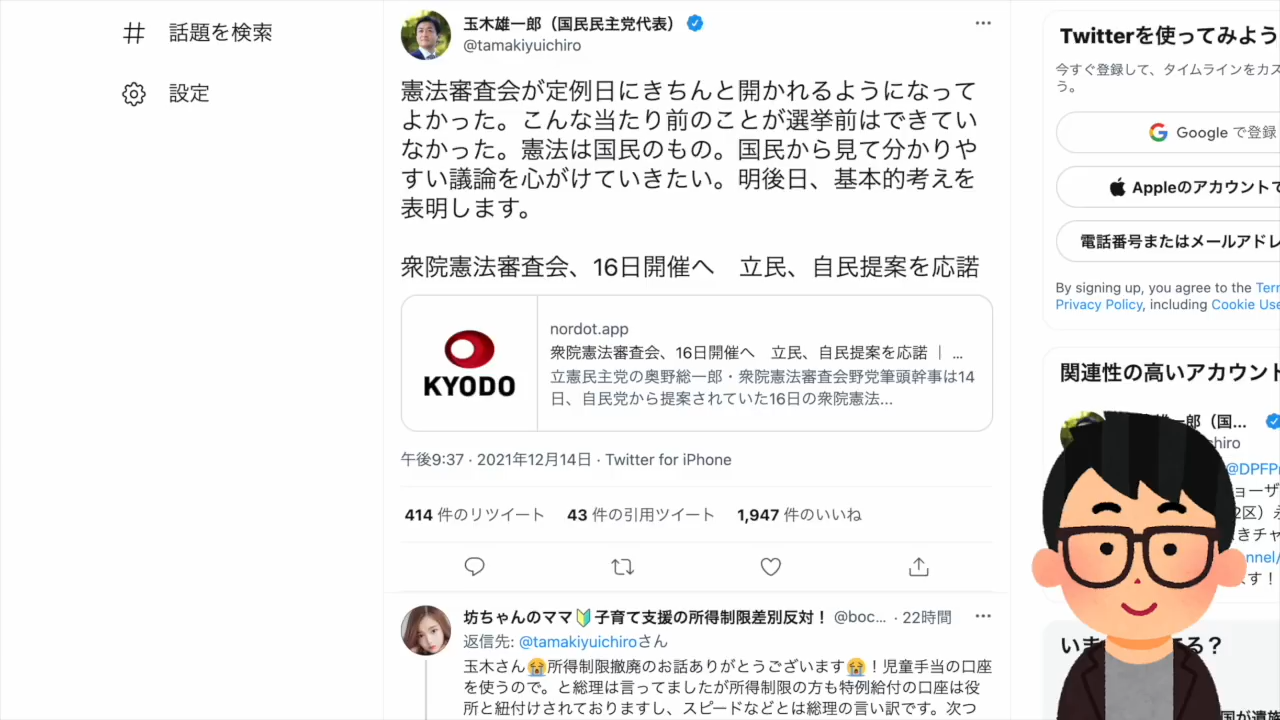 話題を検索
設定
玉木雄一郎（国民民主党代表）
@tamakiyuichiro
憲法審査会が定例日にきちんと開かれるようになって
よかった。こんな当たり前のことが選挙前はできてい
なかった。憲法は国民のもの。国民から見て分かりや
すい議論を心がけていきたい。明後日、基本的考えを
表明します。
衆院憲法審査会、16日開催へ　立民、自民提案を応諾
KYODO
nordot.app
衆院憲法審査会、16日開催へ　立民、自民提案を応諾 ｜ ...
立憲民主党の奥野総一郎・衆院憲法審査会野党筆頭幹事は14
日、自民党から提案されていた16日の衆院憲法...
午後9:37 · 2021年12月14日 · Twitter for iPhone
414 件のリツイート 43 件の引用ツイート 1,947 件のいいね
坊ちゃんのママ🔰子育て支援の所得制限差別反対！ @boc... · 22時間
返信先: @tamakiyuichiroさん
玉木さん😭所得制限撤廃のお話ありがとうございます😭！児童手当の口座
を使うので。と総理は言ってましたが所得制限の方も特例給付の口座は役
所と紐付けされておりますし、スピードなどとは総理の言い訳です。次つ
Twitterを使ってみよう
今すぐ登録して、タイムラインをカス
う。
Google で登録
Appleのアカウントで
電話番号またはメールアドレ
By signing up, you agree to the Terr
Privacy Policy, including Cookie Use
関連性の高いアカウント
郎（国...
chiro
@DPFP
ョーザ
2区）え
きチャ
nnel/
ます！